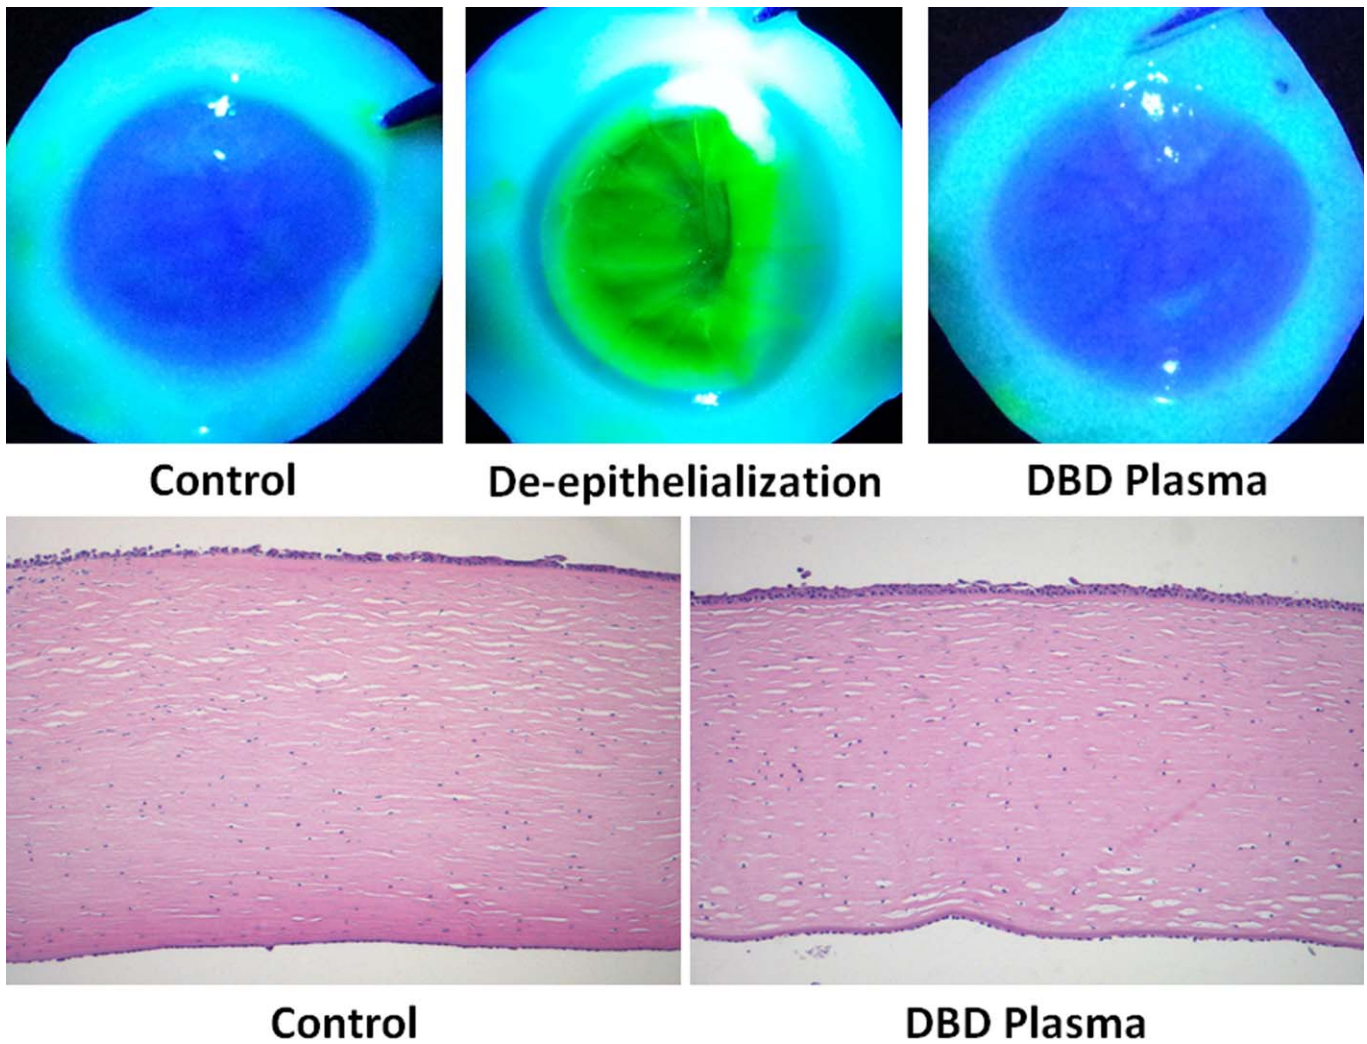 Control
De-epithelialization
DBD Plasma
Control
DBD Plasma